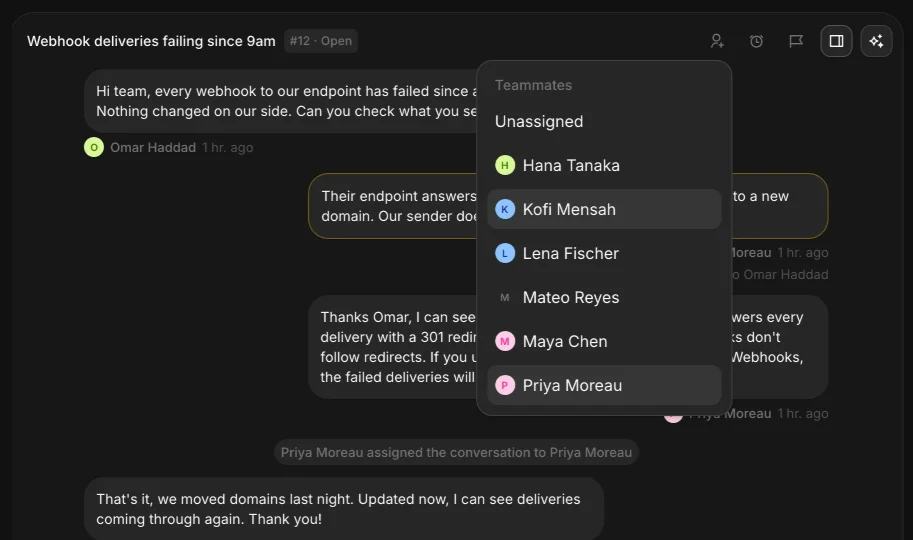 Webhook deliveries failing since 9am #12 · Open
Hi team, every webhook to our endpoint has failed since
Nothing changed on our side. Can you check what you
O Omar Haddad 1 hr. ago
Their endpoint answers to a new
domain. Our sender
Moreau 1 hr. ago
Omar Haddad
Thanks Omar, I can see every
delivery with a 301 don't
follow redirects. If you Webhooks,
the failed deliveries will
Priya Moreau 1 hr. ago
Teammates
Unassigned
H Hana Tanaka
K Kofi Mensah
L Lena Fischer
M Mateo Reyes
M Maya Chen
P Priya Moreau
Priya Moreau assigned the conversation to Priya Moreau
That's it, we moved domains last night. Updated now, I can see deliveries
coming through again. Thank you!